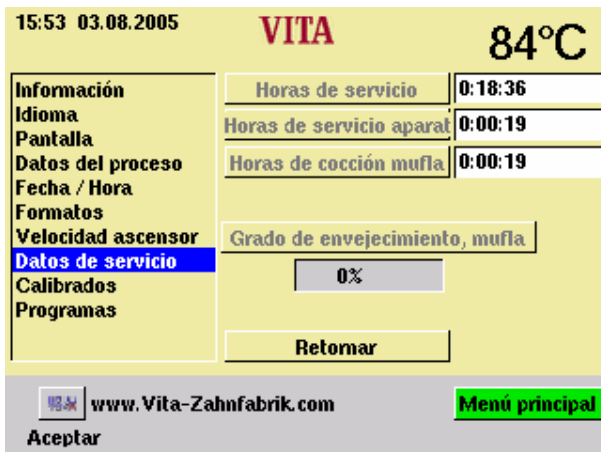 15:53 03.08.2005
VITA
84°C
Información
Idioma
Pantalla
Datos del proceso
Fecha / Hora
Formatos
Velocidad ascensor
Datos de servicio
Calibrados
Programas
Horas de servicio 0:18:36
Horas de servicio aparat 0:00:19
Horas de cocción mufla 0:00:19
Grado de envejecimiento, mufla
0%
Retornar
www.Vita-Zahnfabrik.com
Menú principal
Aceptar